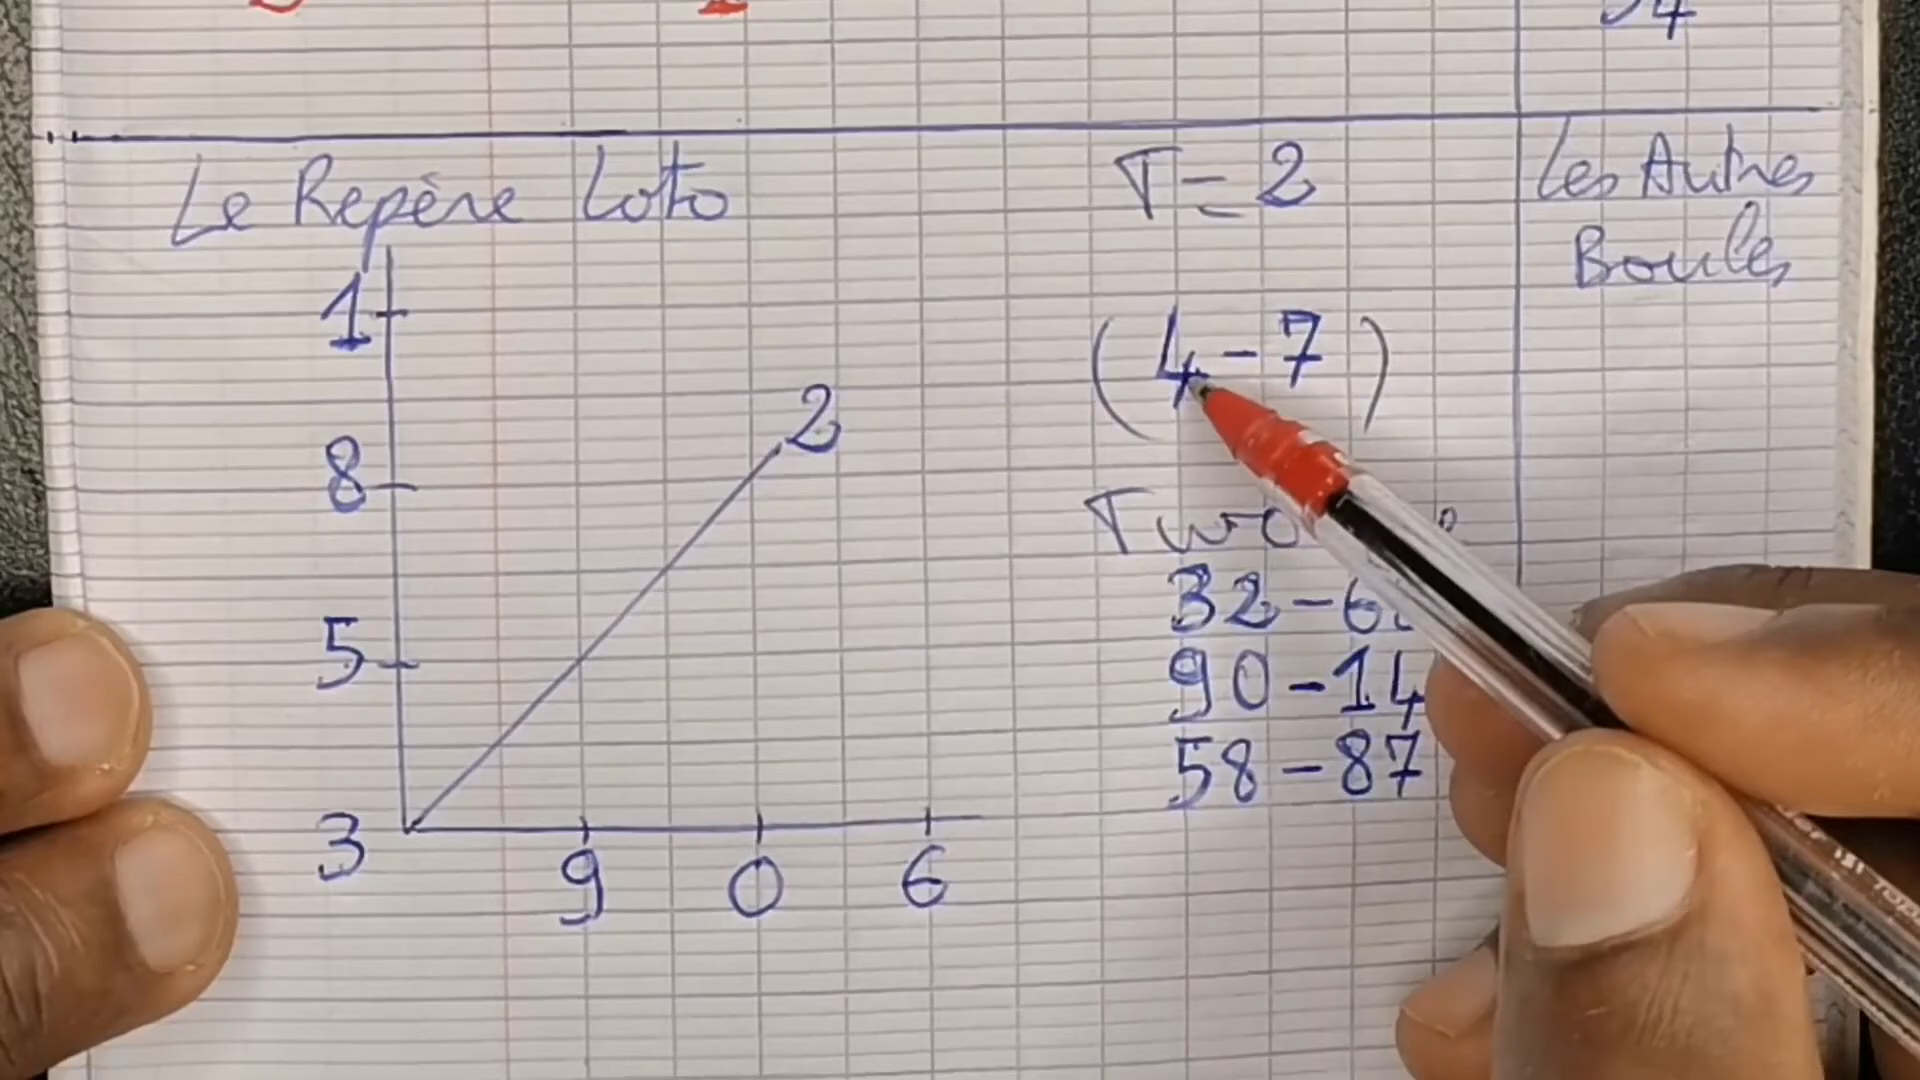 54
Le Repère Loto
T = 2
Les Autres
Boules
1
(4-7)
2
8
32-6
5
90-14
58-87
3
9 0 6